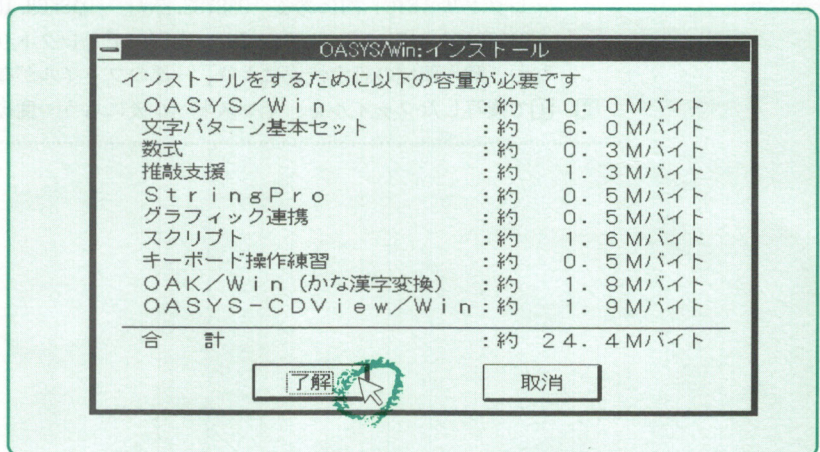 OASYS/Win:インストール
インストールをするために以下の容量が必要です
OASYS/Win :約 10.0Mバイト
文字パターン基本セット :約 6.0Mバイト
数式 :約 0.3Mバイト
推敲支援 :約 1.3Mバイト
StringPro :約 0.5Mバイト
グラフィック連携 :約 0.5Mバイト
スクリプト :約 1.6Mバイト
キーボード操作練習 :約 0.5Mバイト
OAK/Win(かな漢字変換) :約 1.8Mバイト
OASYS-CDView/Win:約 1.9Mバイト
合 計 :約 24.4Mバイト
了解 取消